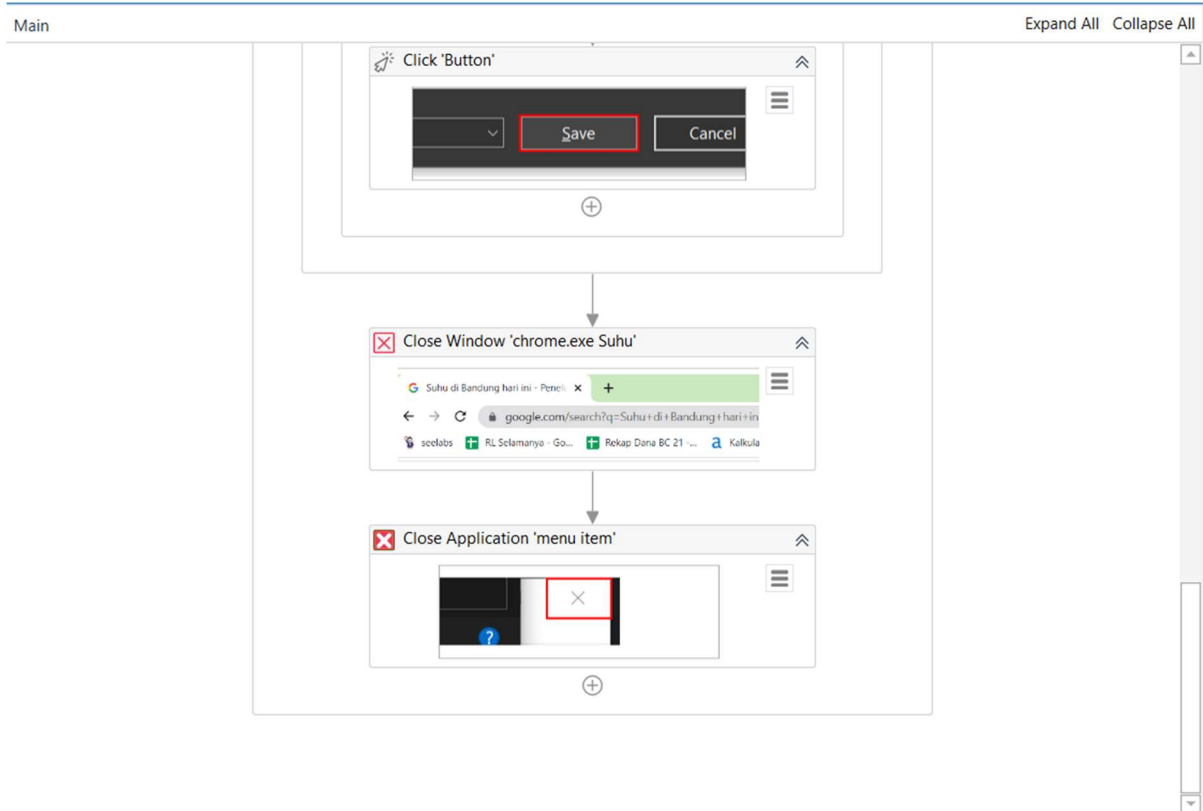 Main Expand All Collapse All
Click 'Button'
Save Cancel
Close Window 'chrome.exe Suhu'
Suhu di Bandung hari ini - Penel
google.com/search?q=Suhu+di+Bandung+hari+in
seelabs RL Selamanya - Go... Rekap Dana BC 21 -... Kalkula
Close Application 'menu item'
?